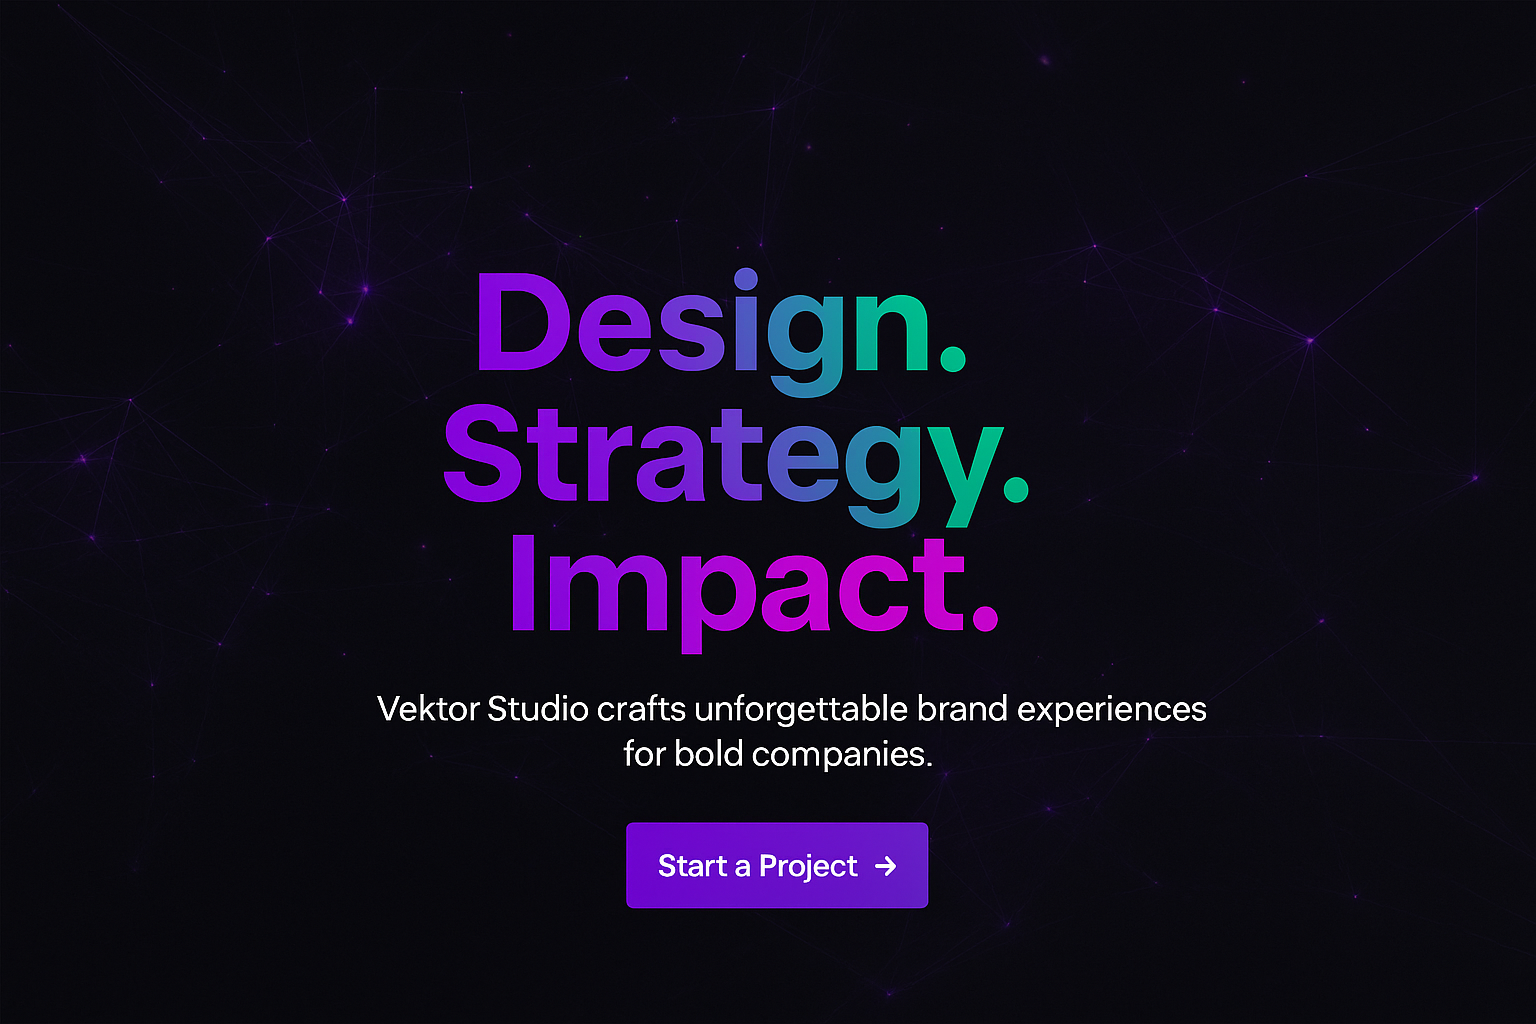 Design.
Strategy.
Impact.
Vektor Studio crafts unforgettable brand experiences
for bold companies.
Start a Project →